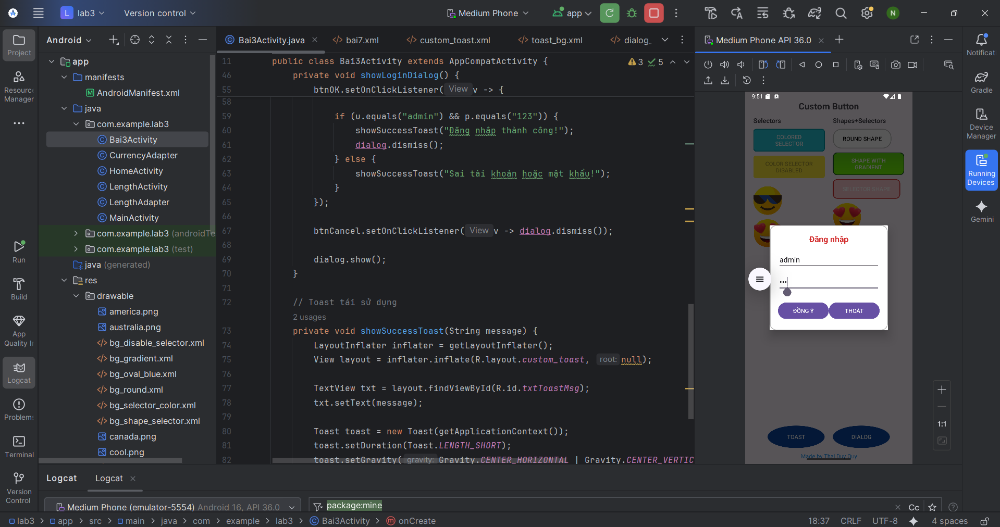 L lab3 Version control Medium Phone app N
Project
Resource
Manager
Run
Build
App
Quality
Logcat
Problems
Terminal
Version
Control
Android
app
manifests
AndroidManifest.xml
java
com.example.lab3
Bai3Activity
CurrencyAdapter
HomeActivity
LengthActivity
LengthAdapter
MainActivity
com.example.lab3 (androidTe
com.example.lab3 (test)
java (generated)
res
drawable
america.png
australia.png
bg_disable_selector.xml
bg_gradient.xml
bg_oval_blue.xml
bg_round.xml
bg_selector_color.xml
bg_shape_selector.xml
canada.png
cool.png
Bai3Activity.java bai7.xml custom_toast.xml toast_bg.xml dialog_
3 5
11 public class Bai3Activity extends AppCompatActivity {
46 private void showLoginDialog() {
55 btnOK.setOnClickListener( View v -> {
58
59 if (u.equals("admin") && p.equals("123")) {
60 showSuccessToast("Đăng nhập thành công!");
61 dialog.dismiss();
62 } else {
63 showSuccessToast("Sai tài khoản hoặc mật khẩu!");
64 }
65 });
66
67 btnCancel.setOnClickListener( View v -> dialog.dismiss());
68
69 dialog.show();
70 }
71
72 // Toast tái sử dụng
2 usages
73 private void showSuccessToast(String message) {
74 LayoutInflater inflater = getLayoutInflater();
75 View layout = inflater.inflate(R.layout.custom_toast, root: null);
76
77 TextView txt = layout.findViewById(R.id.txtToastMsg);
78 txt.setText(message);
79
80 Toast toast = new Toast(getApplicationContext());
81 toast.setDuration(Toast.LENGTH_SHORT);
82 toast.setGravity( gravity: Gravity.CENTER_HORIZONTAL | Gravity.CENTER_VERTIC
Medium Phone API 36.0
9:51
Custom Button
Selectors Shapes+Selectors
COLORED
SELECTOR
ROUND SHAPE
COLOR SELECTOR
DISABLED
SHAPE WITH
GRADIENT
SELECTOR SHAPE
Đăng nhập
admin
•••
ĐỒNG Ý THOÁT
TOAST DIALOG
Made by Thai Duy Quy
1:1
Notificat
Gradle
Device
Manager
Running
Devices
Gemini
Logcat Logcat
Medium Phone (emulator-5554) Android 16, API 36.0 package:mine Cc
lab3 > app > src > main > java > com > example > lab3 > Bai3Activity > onCreate 18:37 CRLF UTF-8 4 spaces